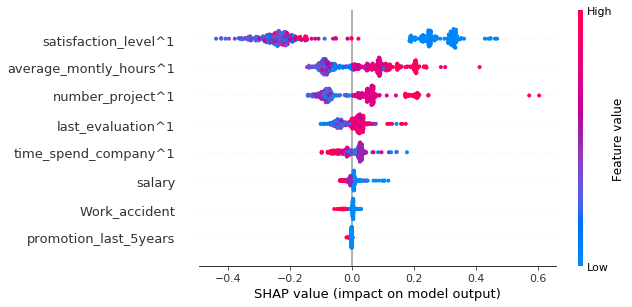 High
satisfaction_level^1
average_montly_hours^1
number_project^1
last_evaluation^1
time_spend_company^1
salary
Work_accident
promotion_last_5years
Feature value
Low
−0.4 −0.2 0.0 0.2 0.4 0.6
SHAP value (impact on model output)